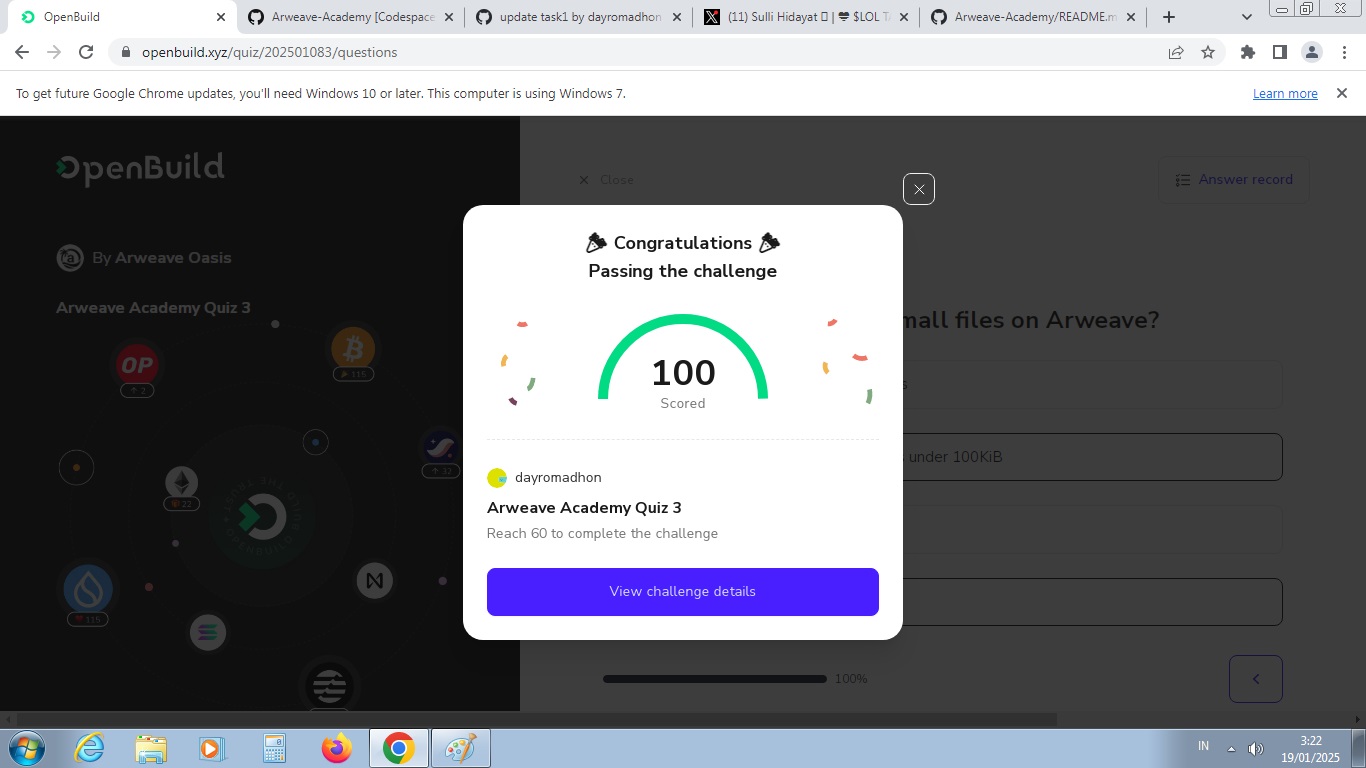 OpenBuild
Arweave-Academy [Codespace
update task1 by dayromadhon
(11) Sulli Hidayat | $LOL TA
Arweave-Academy/README.m
openbuild.xyz/quiz/202501083/questions
To get future Google Chrome updates, you'll need Windows 10 or later. This computer is using Windows 7.
Learn more
OpenBuild
Close
Answer record
By Arweave Oasis
Arweave Academy Quiz 3
mall files on Arweave?
under 100KiB
OP
2
115
32
22
115
100%
Congratulations
Passing the challenge
100
Scored
dayromadhon
Arweave Academy Quiz 3
Reach 60 to complete the challenge
View challenge details
IN
3:22
19/01/2025